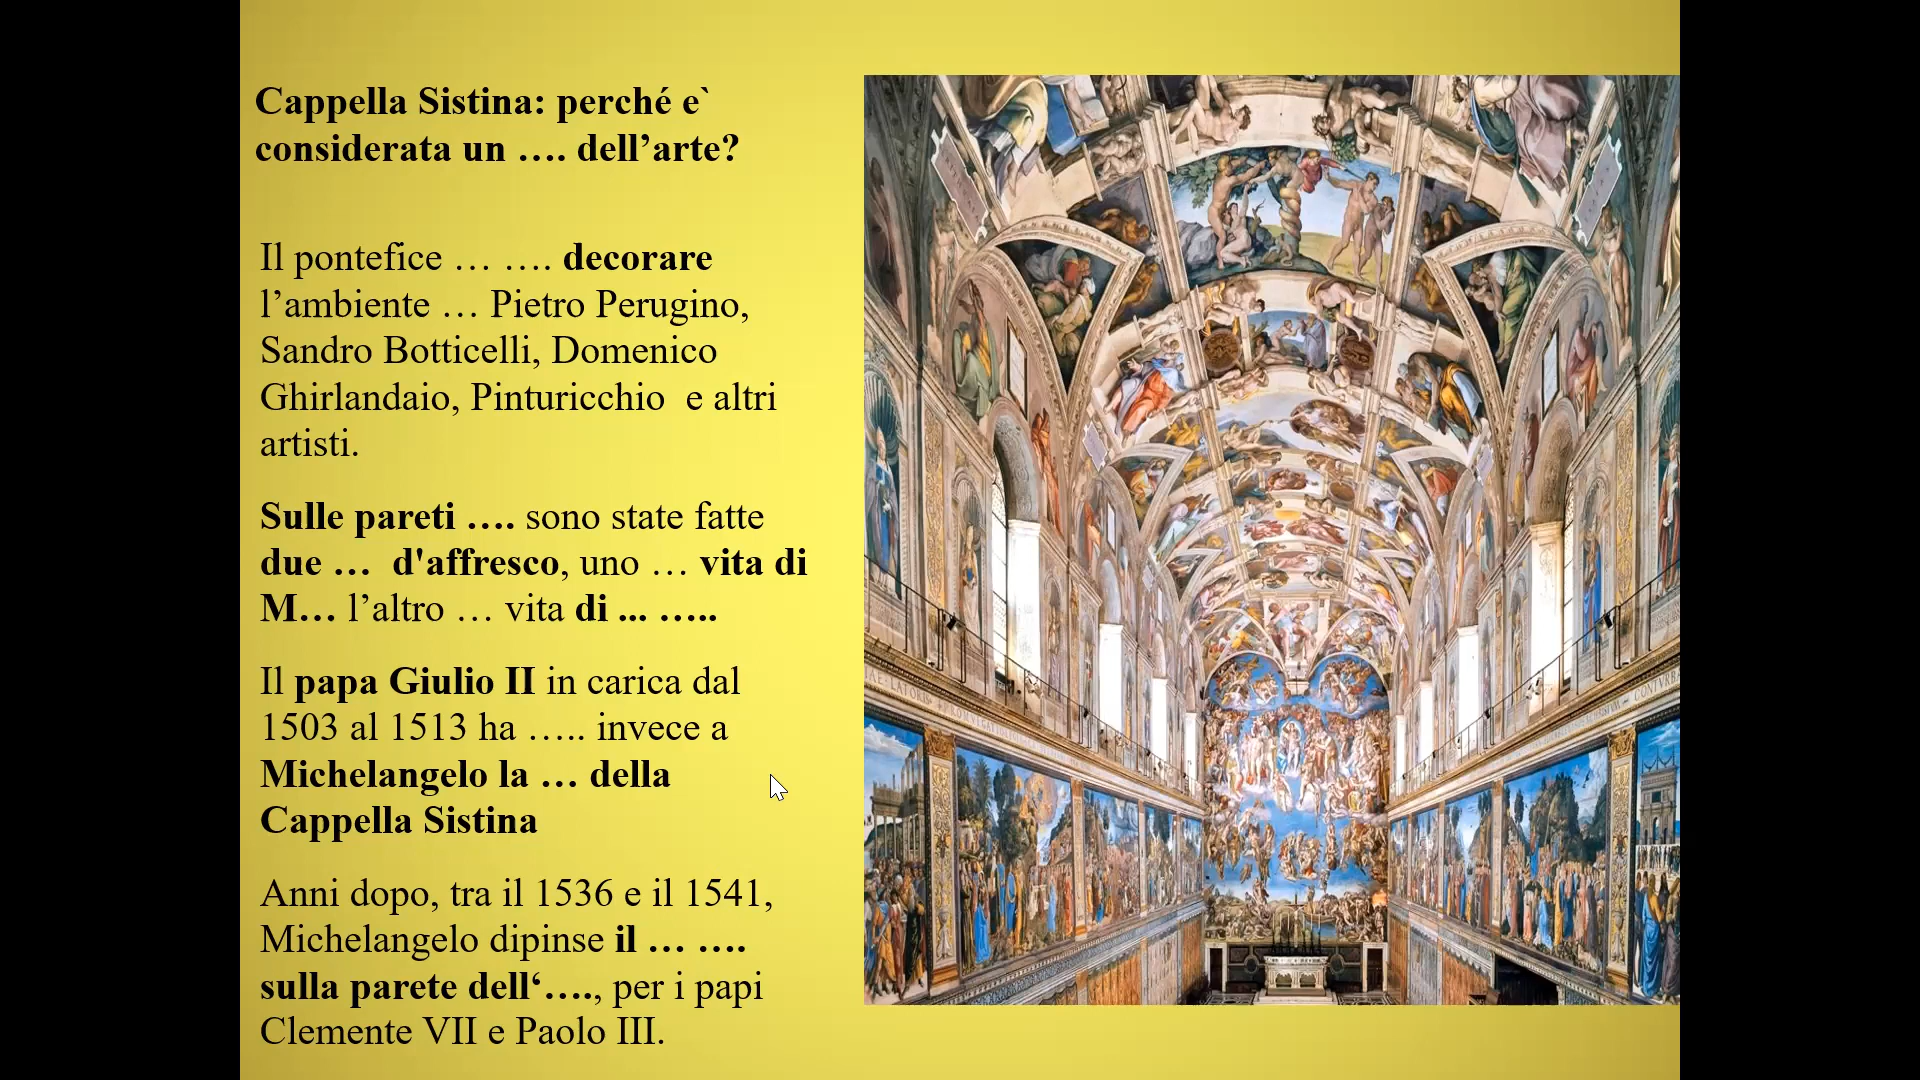 Cappella Sistina: perché e`
considerata un …. dell’arte?
Il pontefice … …. decorare
l’ambiente … Pietro Perugino,
Sandro Botticelli, Domenico
Ghirlandaio, Pinturicchio  e altri
artisti.
Sulle pareti …. sono state fatte
due …  d'affresco, uno … vita di
M… l’altro … vita di ... …..
Il papa Giulio II in carica dal
1503 al 1513 ha ….. invece a
Michelangelo la … della
Cappella Sistina
Anni dopo, tra il 1536 e il 1541,
Michelangelo dipinse il … ….
sulla parete dell‘…., per i papi
Clemente VII e Paolo III.